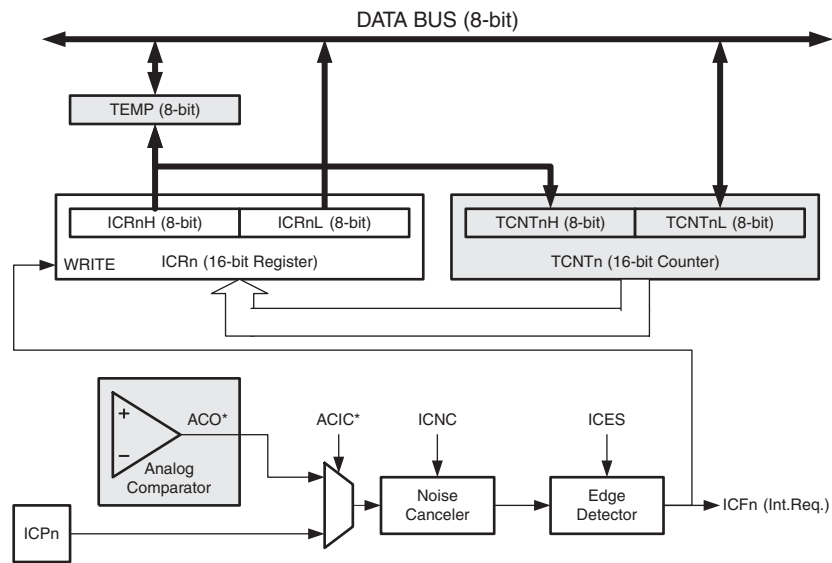 DATA BUS (8-bit)
TEMP (8-bit)
ICRnH (8-bit)
ICRnL (8-bit)
TCNTnH (8-bit)
TCNTnL (8-bit)
WRITE
ICRn (16-bit Register)
TCNTn (16-bit Counter)
+
−
ACO*
Analog
Comparator
ACIC*
ICNC
ICES
Noise
Canceler
Edge
Detector
ICFn (Int.Req.)
ICPn